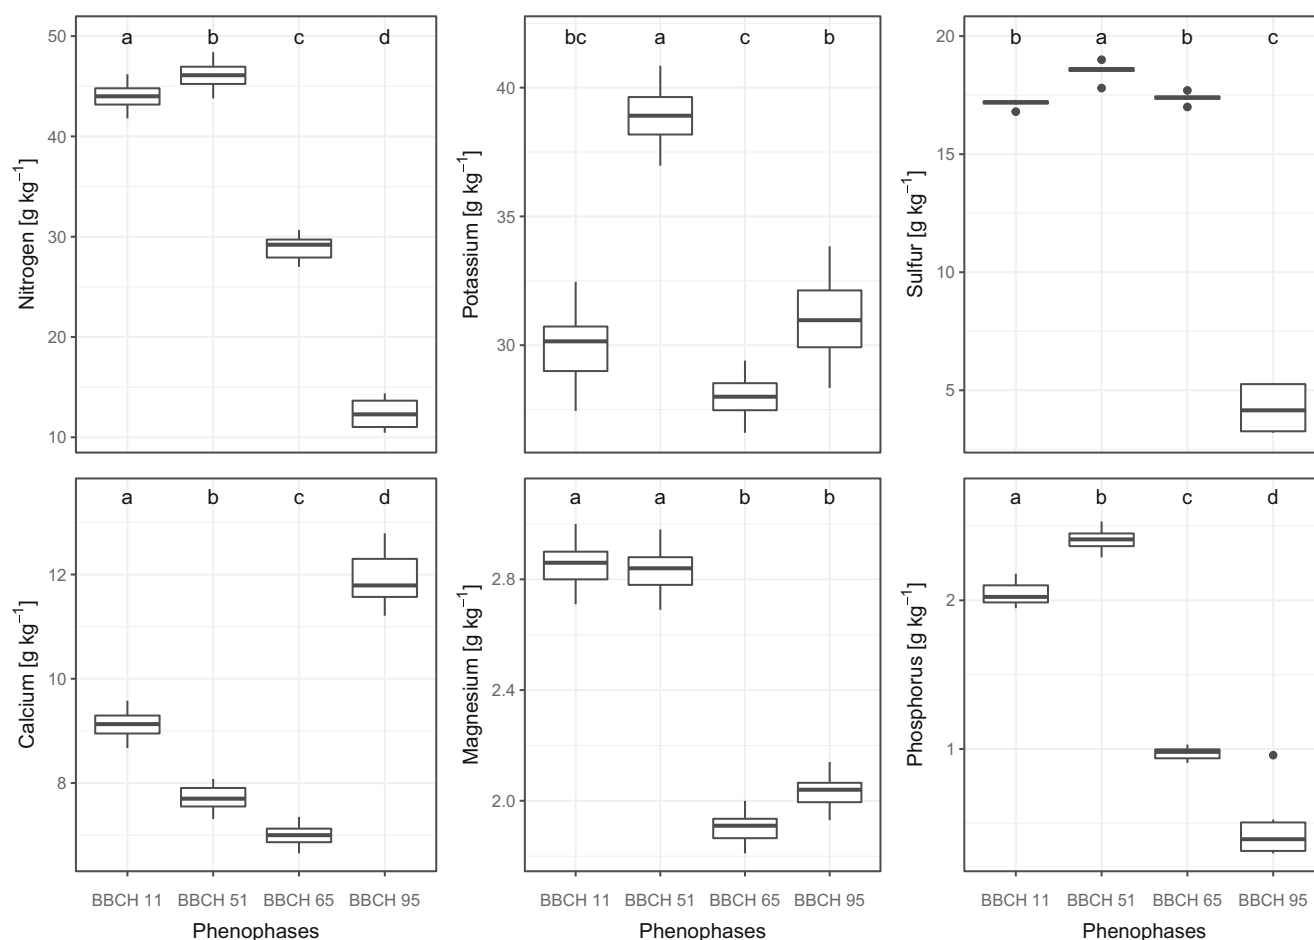 a b c d
50
40
30
20
10
Nitrogen [g kg⁻¹]
bc a c b
40
35
30
Potassium [g kg⁻¹]
b a b c
20
15
10
5
Sulfur [g kg⁻¹]
a b c d
12
10
8
Calcium [g kg⁻¹]
BBCH 11 BBCH 51 BBCH 65 BBCH 95
Phenophases
a a b b
2.8
2.4
2.0
Magnesium [g kg⁻¹]
BBCH 11 BBCH 51 BBCH 65 BBCH 95
Phenophases
a b c d
2
1
Phosphorus [g kg⁻¹]
BBCH 11 BBCH 51 BBCH 65 BBCH 95
Phenophases